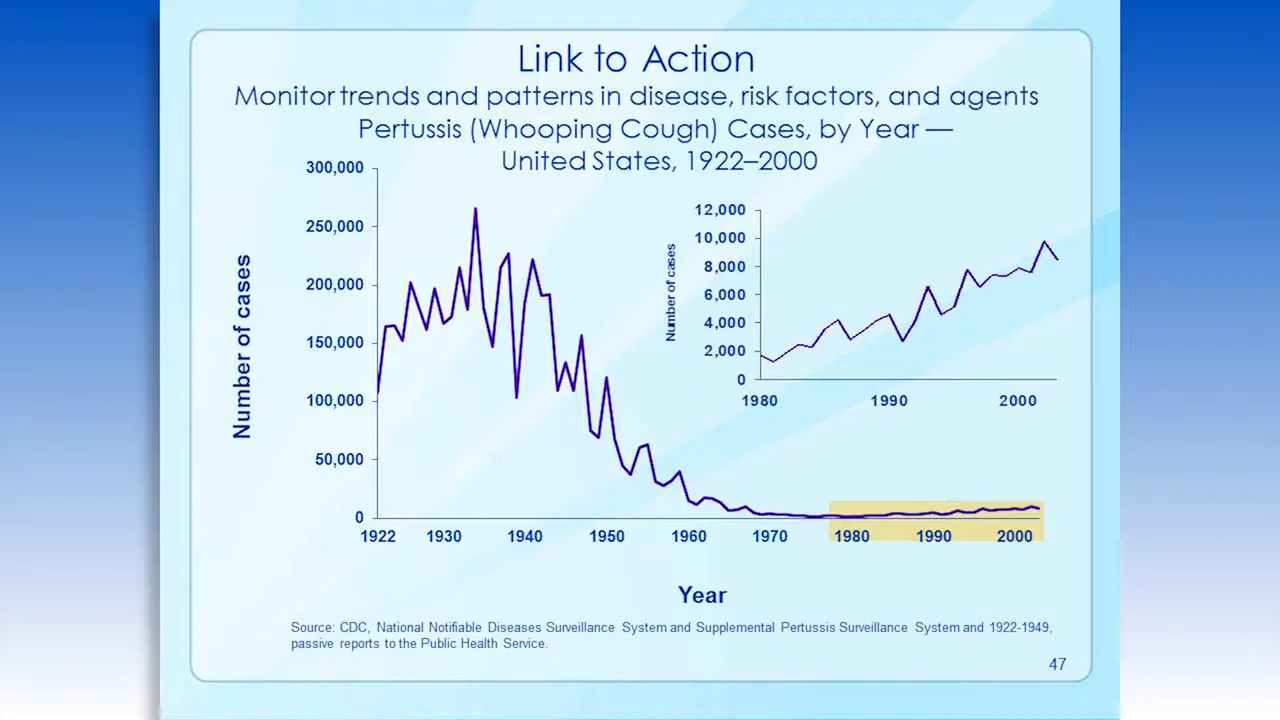 Link to Action
Monitor trends and patterns in disease, risk factors, and agents
Pertussis (Whooping Cough) Cases, by Year —
United States, 1922–2000
300,000
250,000
200,000
150,000
100,000
50,000
0
Number of cases
1922 1930 1940 1950 1960 1970 1980 1990 2000
Year
12,000
10,000
8,000
6,000
4,000
2,000
0
Number of cases
1980 1990 2000
Source: CDC, National Notifiable Diseases Surveillance System and Supplemental Pertussis Surveillance System and 1922-1949,
passive reports to the Public Health Service.
47